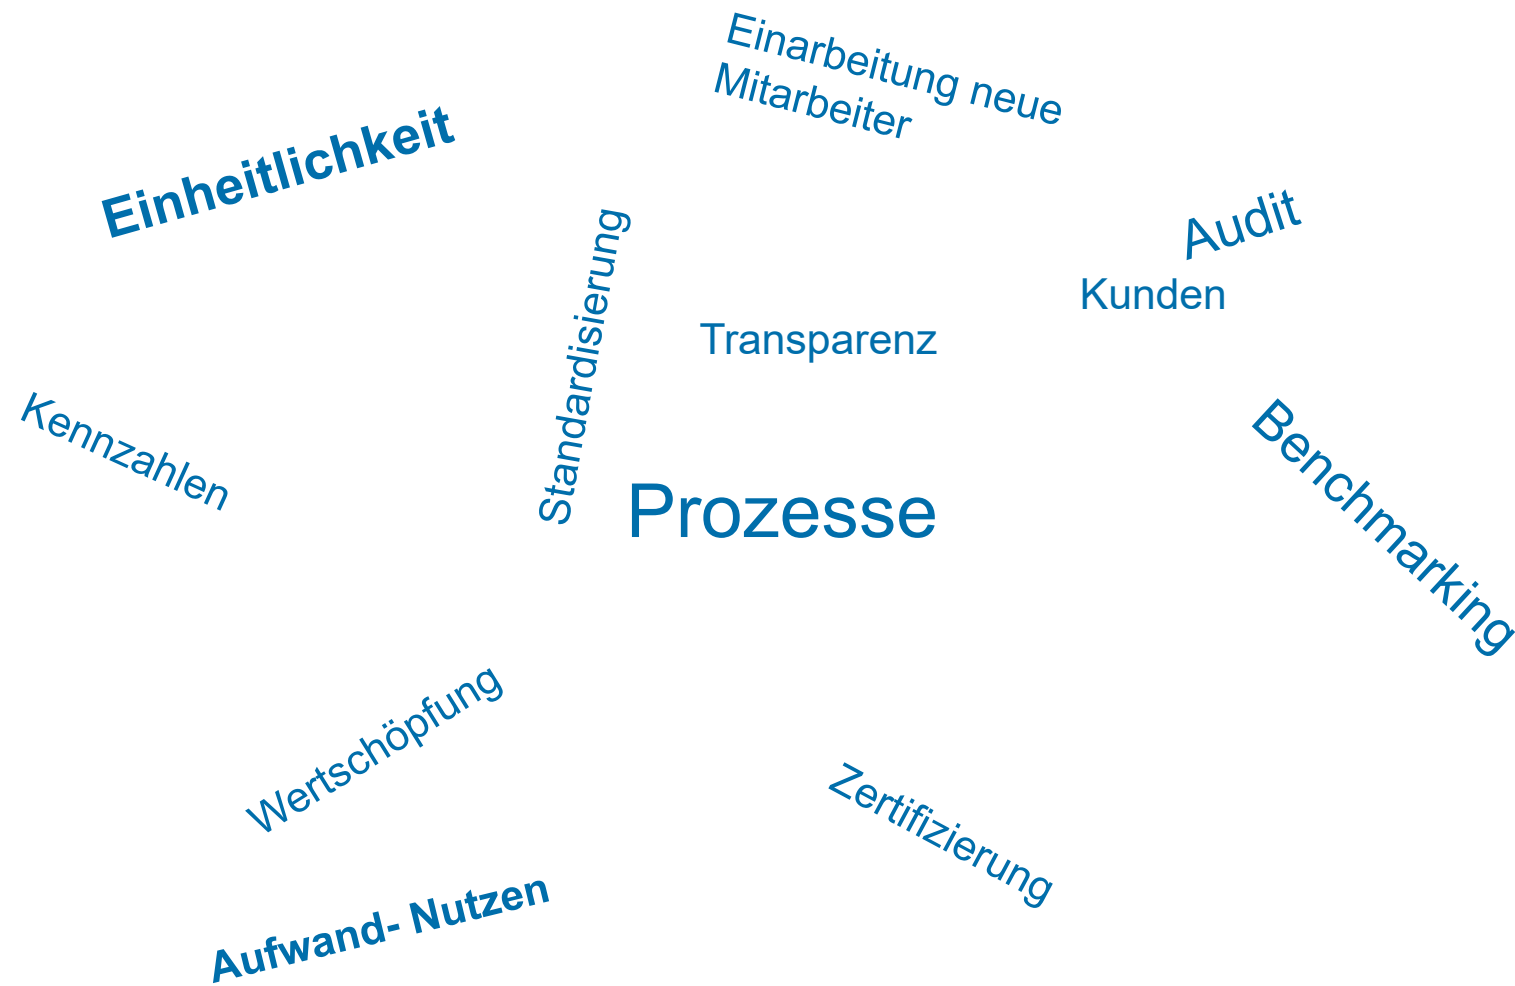 Einarbeitung neue
Mitarbeiter
Einheitlichkeit
Audit
Standardisierung
Kunden
Transparenz
Kennzahlen
Benchmarking
Prozesse
Wertschöpfung
Zertifizierung
Aufwand- Nutzen